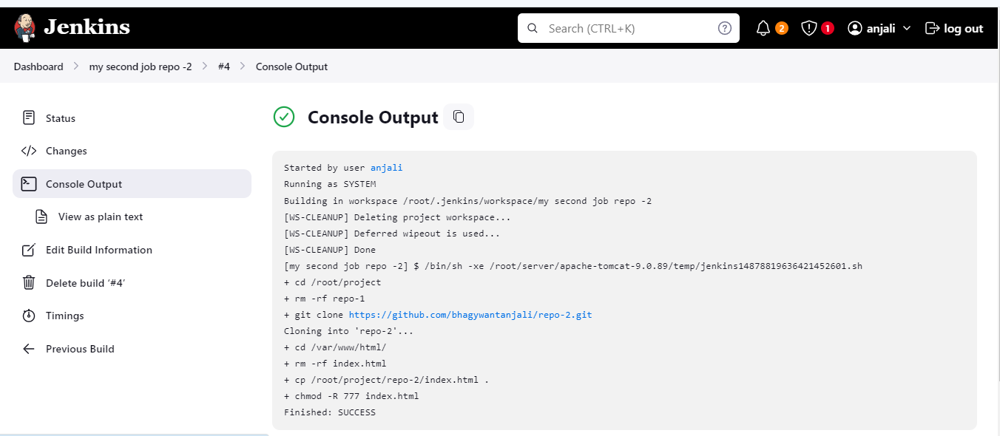 Jenkins
Search (CTRL+K)
2
1
anjali
log out
Dashboard > my second job repo -2 > #4 > Console Output
Status
Changes
Console Output
View as plain text
Edit Build Information
Delete build ‘#4’
Timings
Previous Build
Console Output
Started by user anjali
Running as SYSTEM
Building in workspace /root/.jenkins/workspace/my second job repo -2
[WS-CLEANUP] Deleting project workspace...
[WS-CLEANUP] Deferred wipeout is used...
[WS-CLEANUP] Done
[my second job repo -2] $ /bin/sh -xe /root/server/apache-tomcat-9.0.89/temp/jenkins14878819636421452601.sh
+ cd /root/project
+ rm -rf repo-1
+ git clone https://github.com/bhagywantanjali/repo-2.git
Cloning into 'repo-2'...
+ cd /var/www/html/
+ rm -rf index.html
+ cp /root/project/repo-2/index.html .
+ chmod -R 777 index.html
Finished: SUCCESS